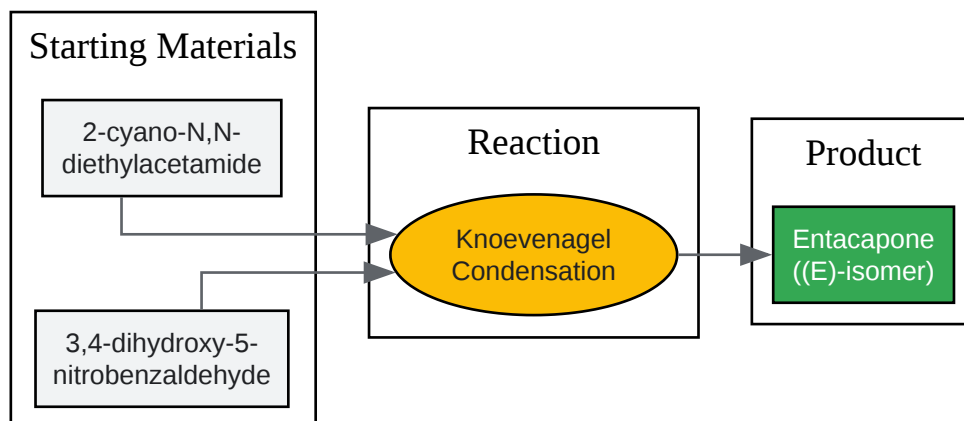 Starting Materials
2-cyano-N,N-
diethylacetamide
3,4-dihydroxy-5-
nitrobenzaldehyde
Reaction
Knoevenagel
Condensation
Product
Entacapone
((E)-isomer)